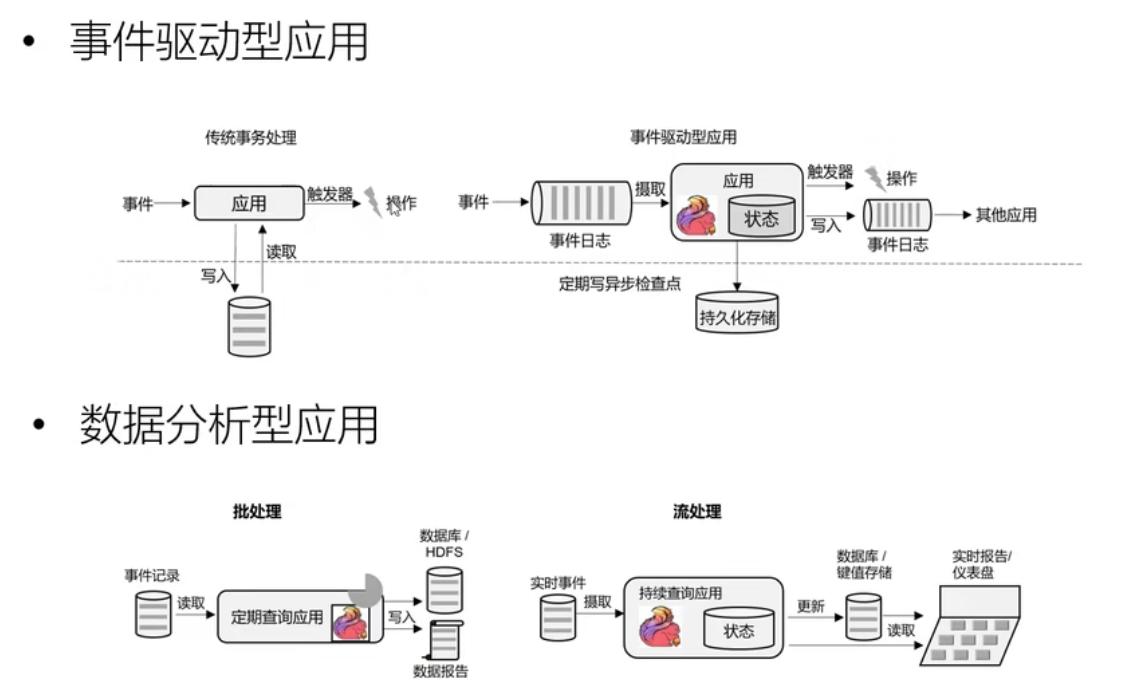 • 事件驱动型应用
传统事务处理
事件
应用
触发器
操作
写入
读取
事件驱动型应用
事件
事件日志
摄取
应用
状态
触发器
操作
写入
事件日志
其他应用
定期写异步检查点
持久化存储
• 数据分析型应用
批处理
事件记录
读取
定期查询应用
写入
数据库 /
HDFS
数据报告
流处理
实时事件
摄取
持续查询应用
状态
更新
数据库 /
键值存储
读取
实时报告/
仪表盘